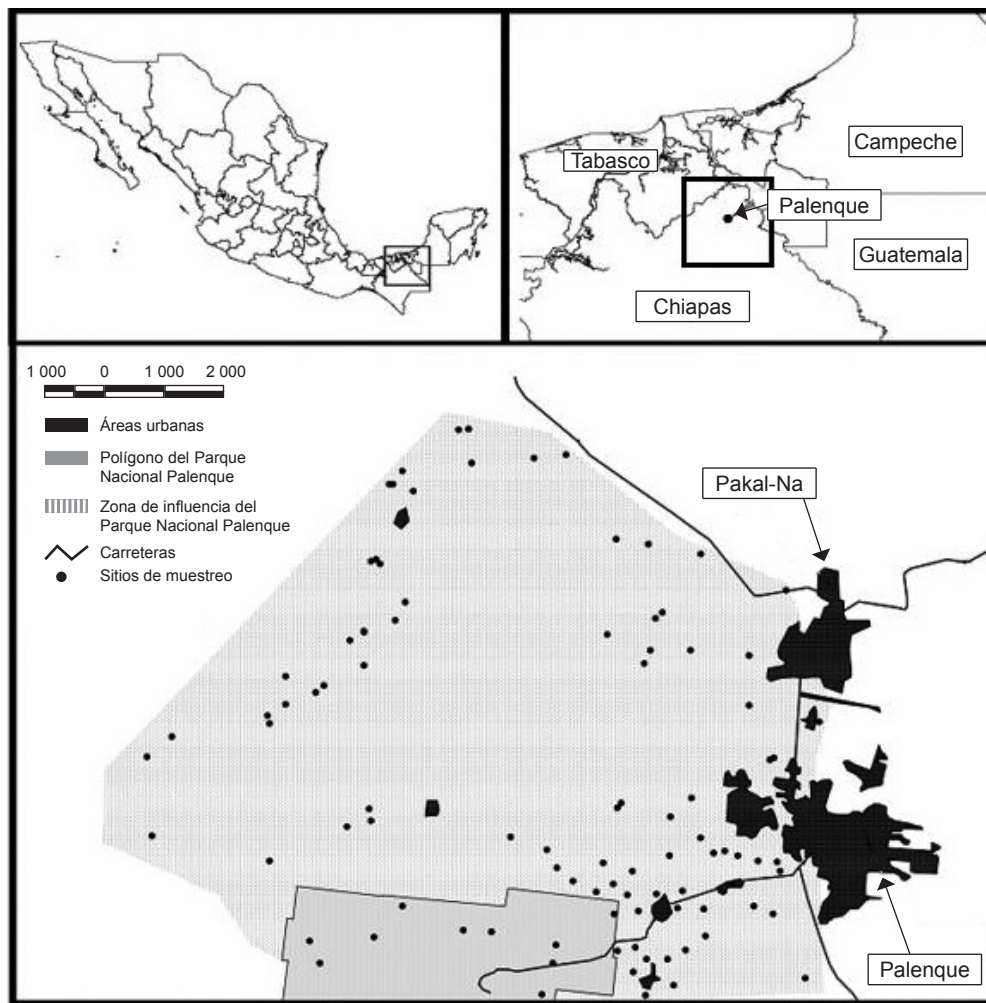 Tabasco
Campeche
Palenque
Guatemala
Chiapas
1 000 0 1 000 2 000
Áreas urbanas
Polígono del Parque
Nacional Palenque
Zona de influencia del
Parque Nacional Palenque
Carreteras
Sitios de muestreo
Pakal-Na
Palenque